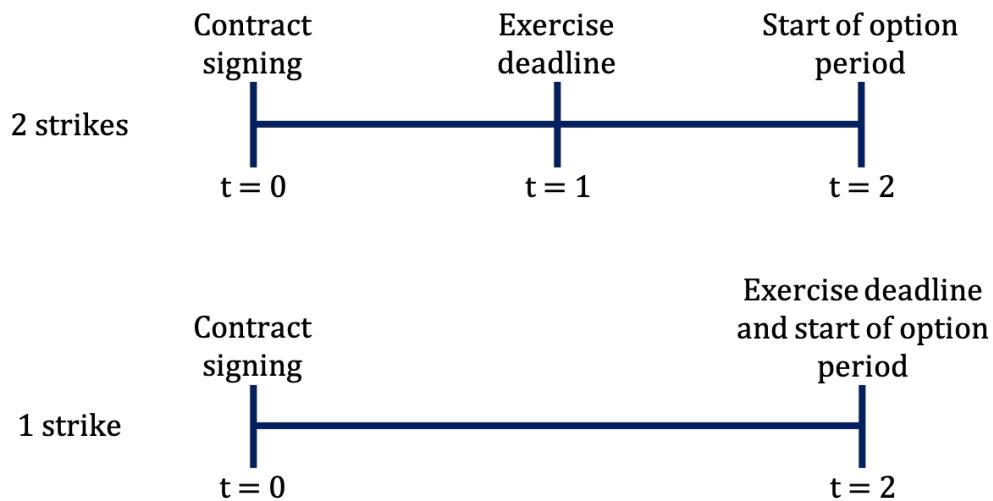 Contract
signing
Exercise
deadline
Start of option
period
2 strikes
t = 0
t = 1
t = 2
Contract
signing
Exercise deadline
and start of option
period
1 strike
t = 0
t = 2